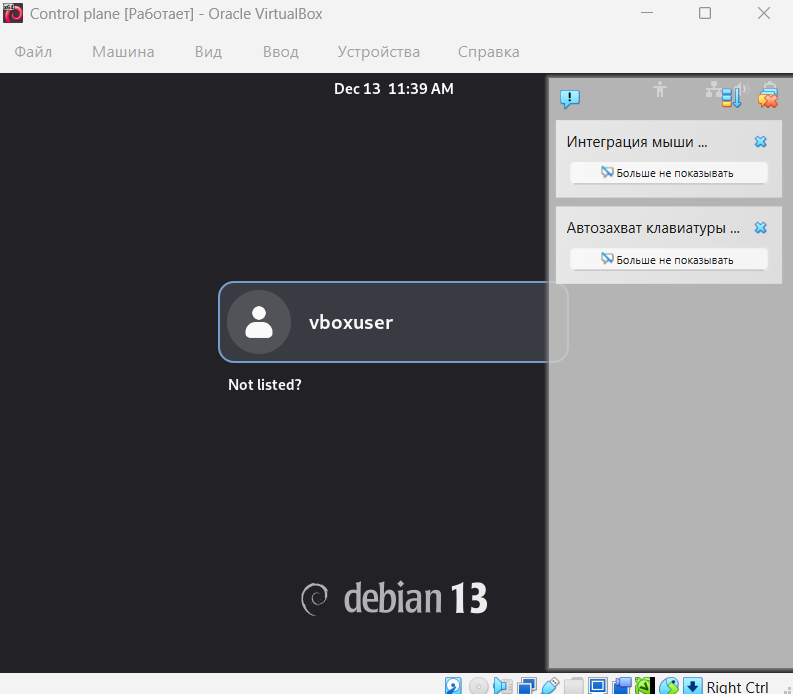 Control plane [Работает] - Oracle VirtualBox
Файл Машина Вид Ввод Устройства Справка
Dec 13 11:39 AM
Интеграция мыши ...
Больше не показывать
Автозахват клавиатуры ...
Больше не показывать
vboxuser
Not listed?
debian 13
Right Ctrl